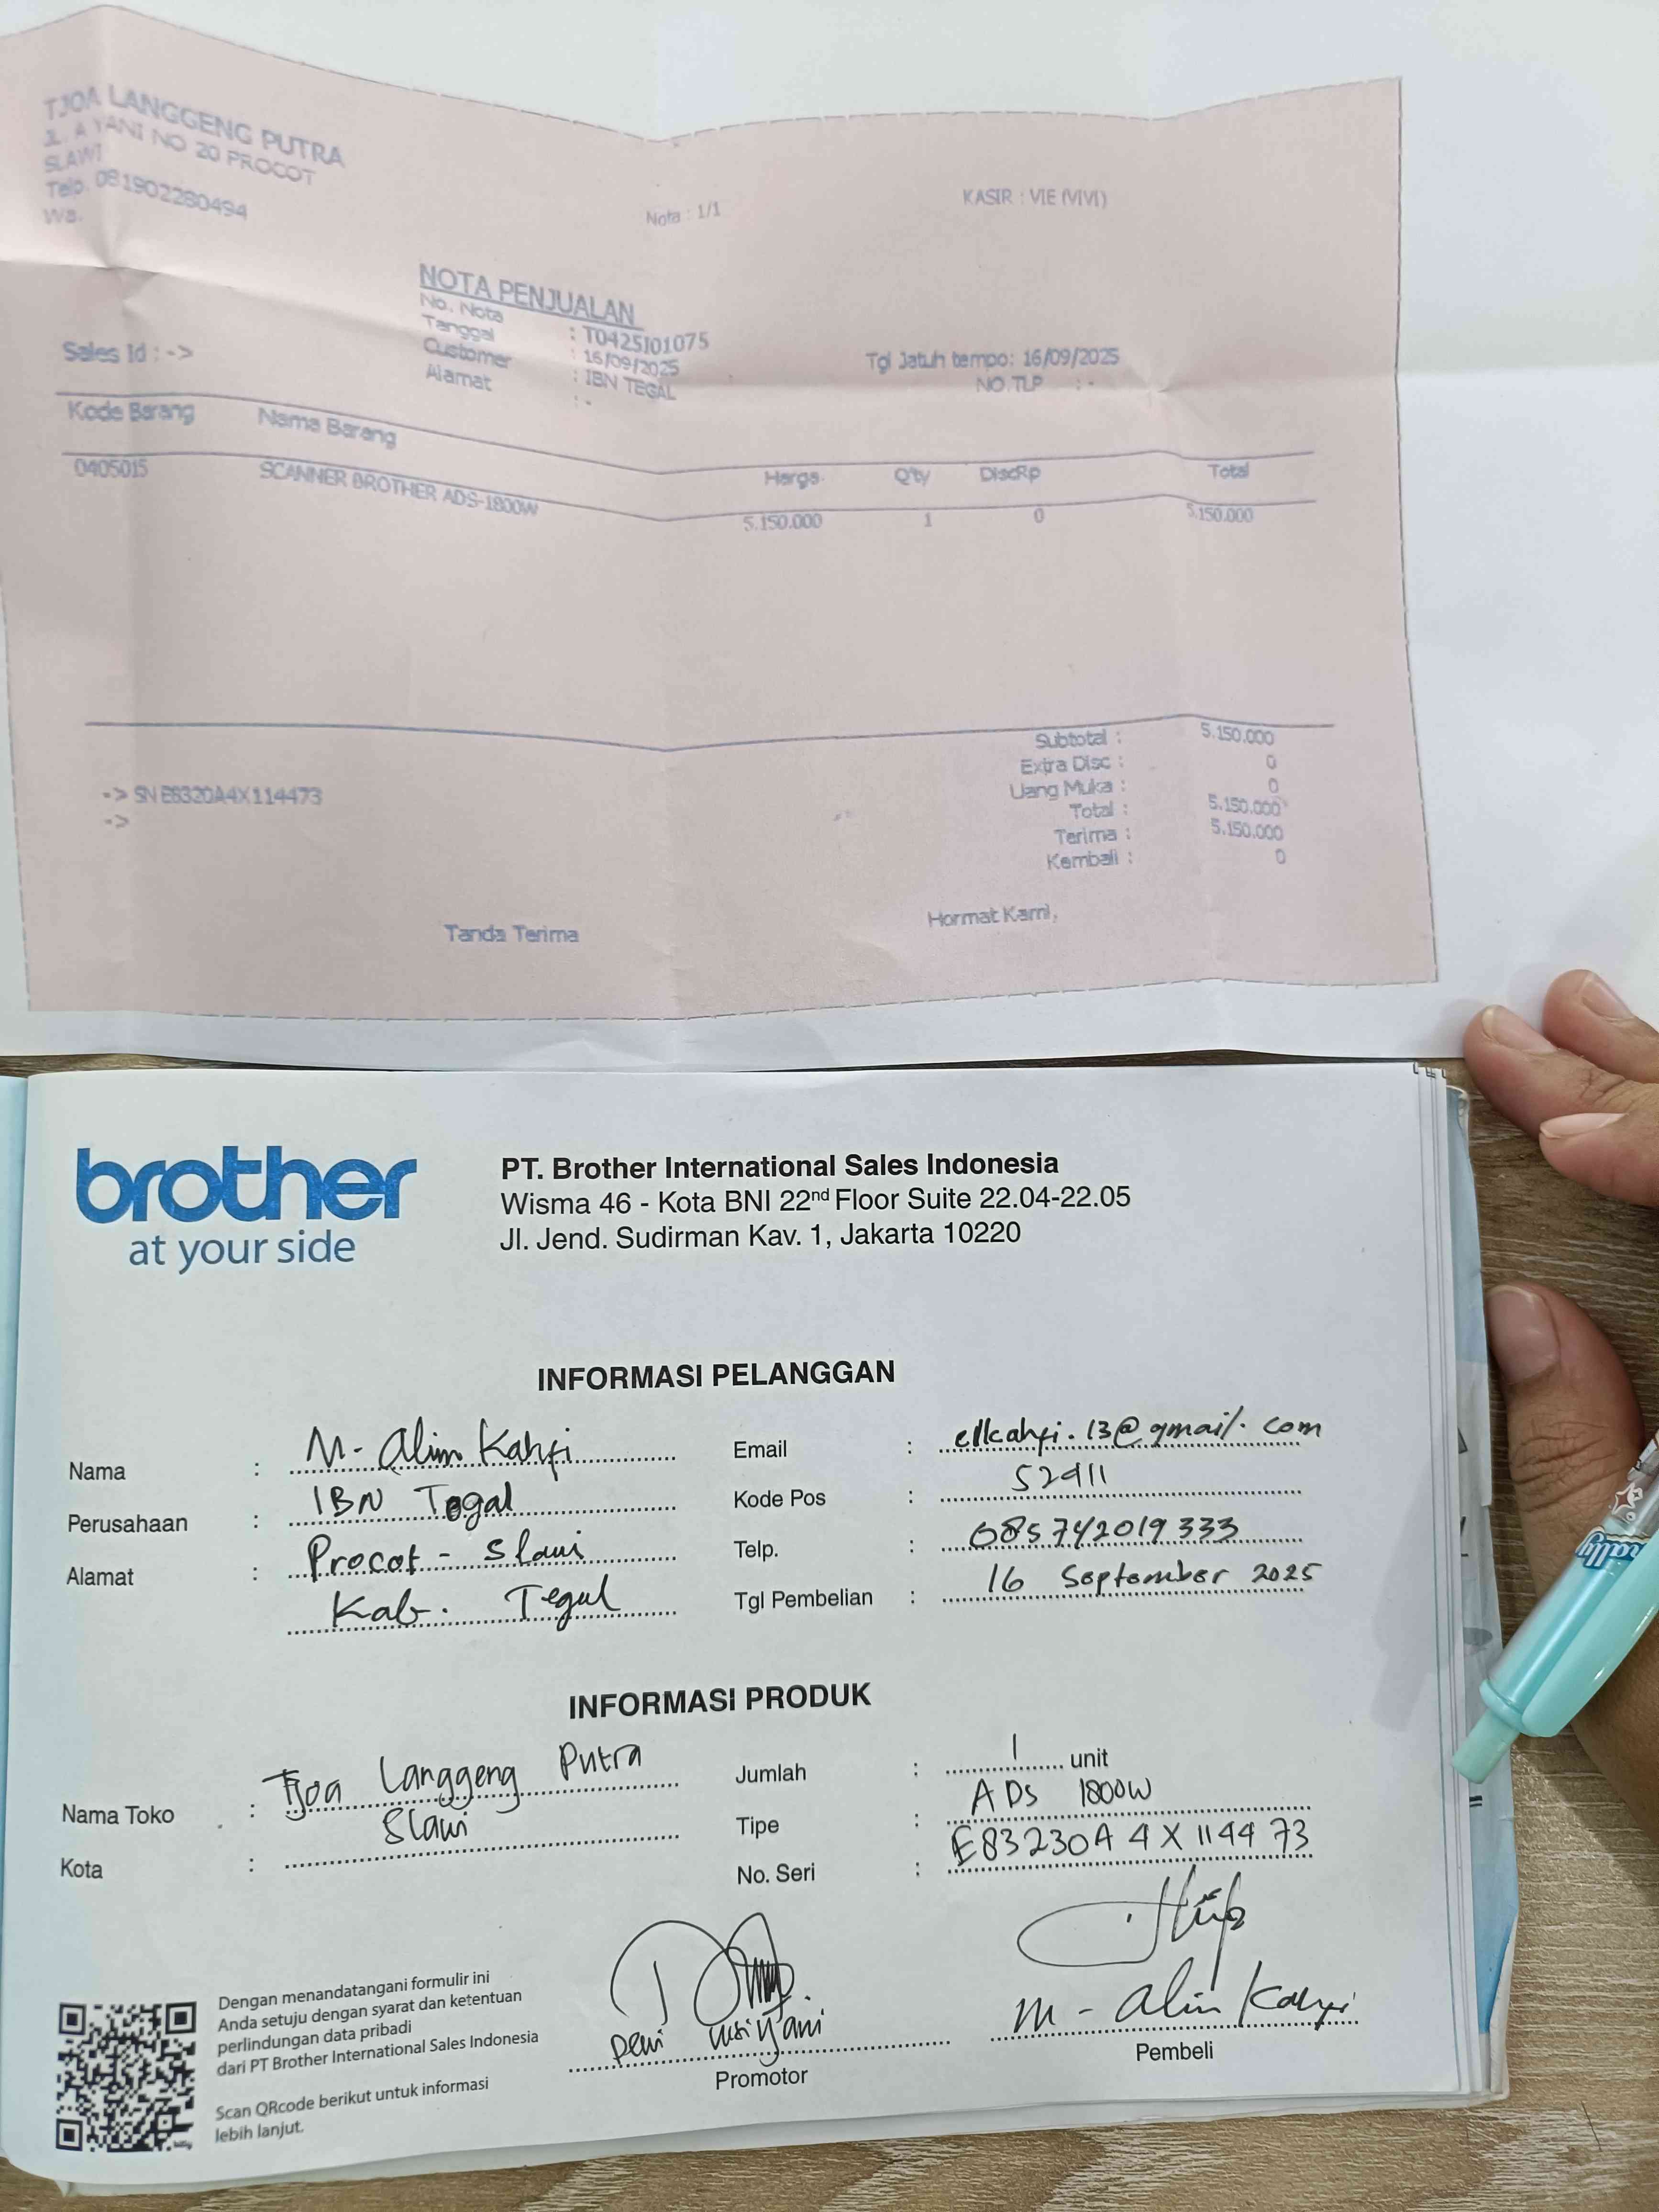 TJOA LANGGENG PUTRA
JL. A YANI NO 20 PROCOT
SLAWI
Telp. 081902280494
Wa.
Nota : 1/1
KASIR : VIE (VIVI)
NOTA PENJUALAN
No. Nota : T0425J01075
Tanggal : 16/09/2025
Customer : IBN TEGAL
Alamat : -
Sales Id : ->
Tgl Jatuh tempo: 16/09/2025
NO.TLP : -
Kode Barang Nama Barang Harga Qty DiscRp Total
0405015 SCANNER BROTHER ADS-1800W 5.150.000 1 0 5.150.000
Subtotal : 5.150.000
Extra Disc : 0
Uang Muka : 0
Total : 5.150.000
Terima : 5.150.000
Kembali : 0
-> SN E8320A4X114473
->
Tanda Terima
Hormat Kami,
brother
at your side
PT. Brother International Sales Indonesia
Wisma 46 - Kota BNI 22nd Floor Suite 22.04-22.05
Jl. Jend. Sudirman Kav. 1, Jakarta 10220
INFORMASI PELANGGAN
Nama : M - Alim Kahfi
Perusahaan : IBN Tegal
Alamat : Procot - Slawi
Kab. Tegal
Email : elkahfi.13@gmail.com
Kode Pos : 52411
Telp. : 085742019333
Tgl Pembelian : 16 September 2025
INFORMASI PRODUK
Nama Toko : Tjoa Langgeng Putra
Kota : Slawi
Jumlah : 1 unit
Tipe : ADS 1800W
No. Seri : E83230A4X114473
Dengan menandatangani formulir ini
Anda setuju dengan syarat dan ketentuan
perlindungan data pribadi
dari PT Brother International Sales Indonesia
Scan QRcode berikut untuk informasi
lebih lanjut.
Dewi
Promotor
M - Alim Kahfi
Pembeli